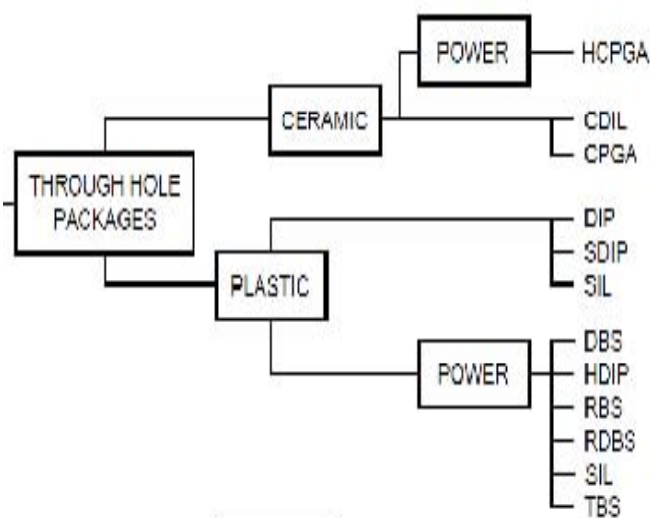 POWER
HCPGA
CERAMIC
CDIL
CPGA
THROUGH HOLE
PACKAGES
DIP
SDIP
SIL
PLASTIC
DBS
POWER
HDIP
RBS
RDBS
SIL
TBS